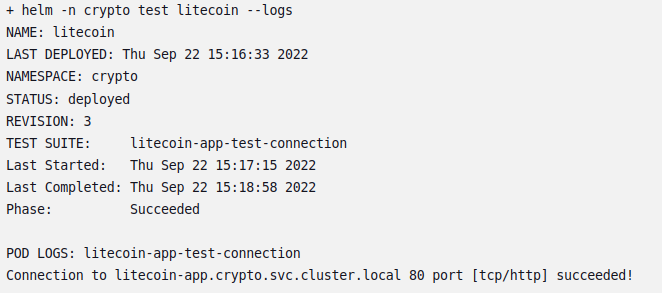 + helm -n crypto test litecoin --logs
NAME: litecoin
LAST DEPLOYED: Thu Sep 22 15:16:33 2022
NAMESPACE: crypto
STATUS: deployed
REVISION: 3
TEST SUITE:     litecoin-app-test-connection
Last Started:   Thu Sep 22 15:17:15 2022
Last Completed: Thu Sep 22 15:18:58 2022
Phase:          Succeeded

POD LOGS: litecoin-app-test-connection
Connection to litecoin-app.crypto.svc.cluster.local 80 port [tcp/http] succeeded!